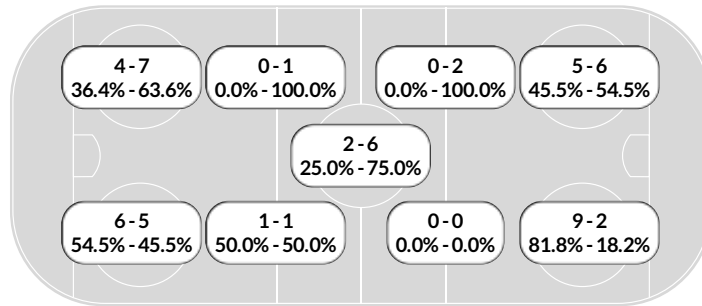 4 - 7
36.4% - 63.6%
0 - 1
0.0% - 100.0%
0 - 2
0.0% - 100.0%
5 - 6
45.5% - 54.5%
2 - 6
25.0% - 75.0%
6 - 5
54.5% - 45.5%
1 - 1
50.0% - 50.0%
0 - 0
0.0% - 0.0%
9 - 2
81.8% - 18.2%